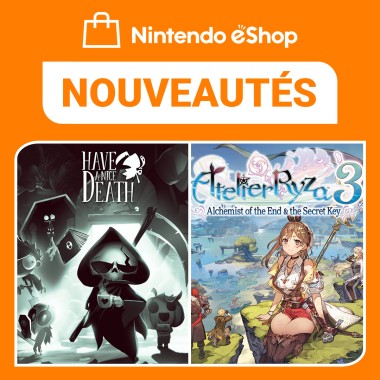 Nintendo eShop
NOUVEAUTÉS
HAVE
A NICE
DEATH
Atelier Ryza 3
Alchemist of the End & the Secret Key